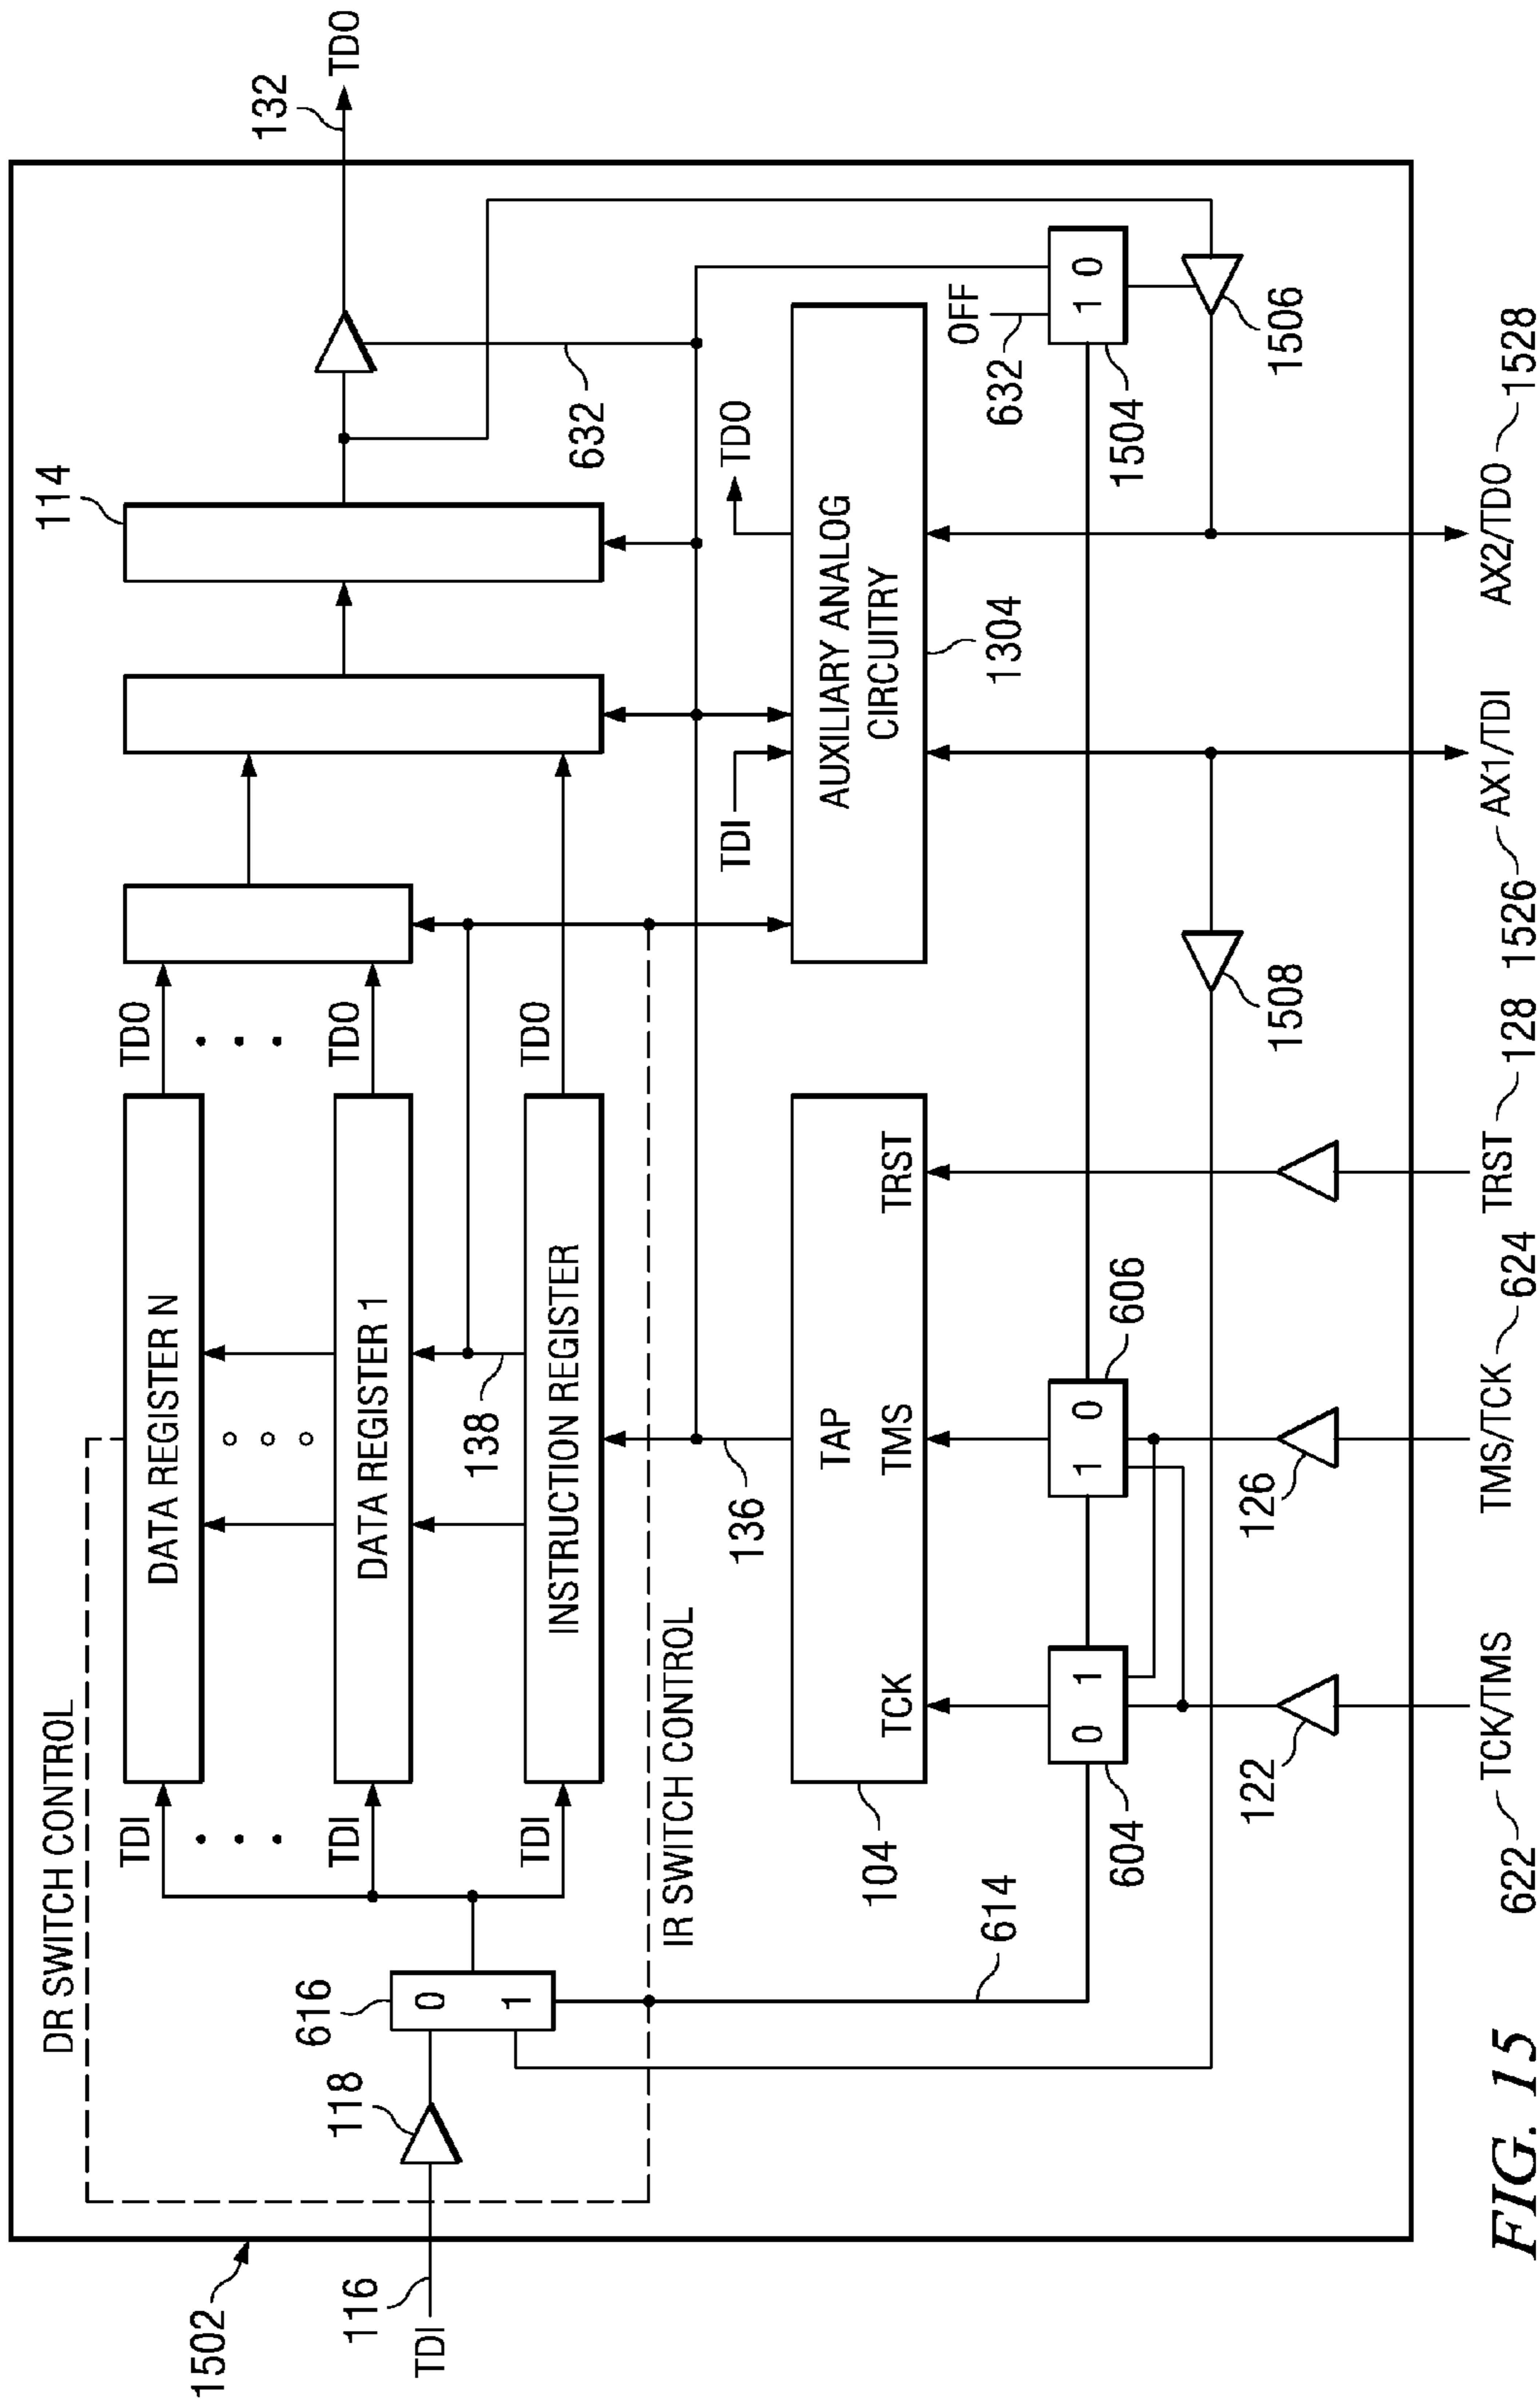 DR SWITCH CONTROL
1502
116
TDI
118
616
0
1
TDI
TDI
TDI
DATA REGISTER N
DATA REGISTER 1
INSTRUCTION REGISTER
138
TDO
TDO
TDO
114
132
TDO
632
IR SWITCH CONTROL
614
136
104
TAP
TCK
TMS
TRST
TDI
TDO
AUXILIARY ANALOG
CIRCUITRY
1304
OFF
632
1 0
1504
1506
0 1
604
1 0
606
1508
122
126
622
TCK/TMS
TMS/TCK
624
TRST
128
1526
AX1/TDI
AX2/TDO
1528
FIG. 15